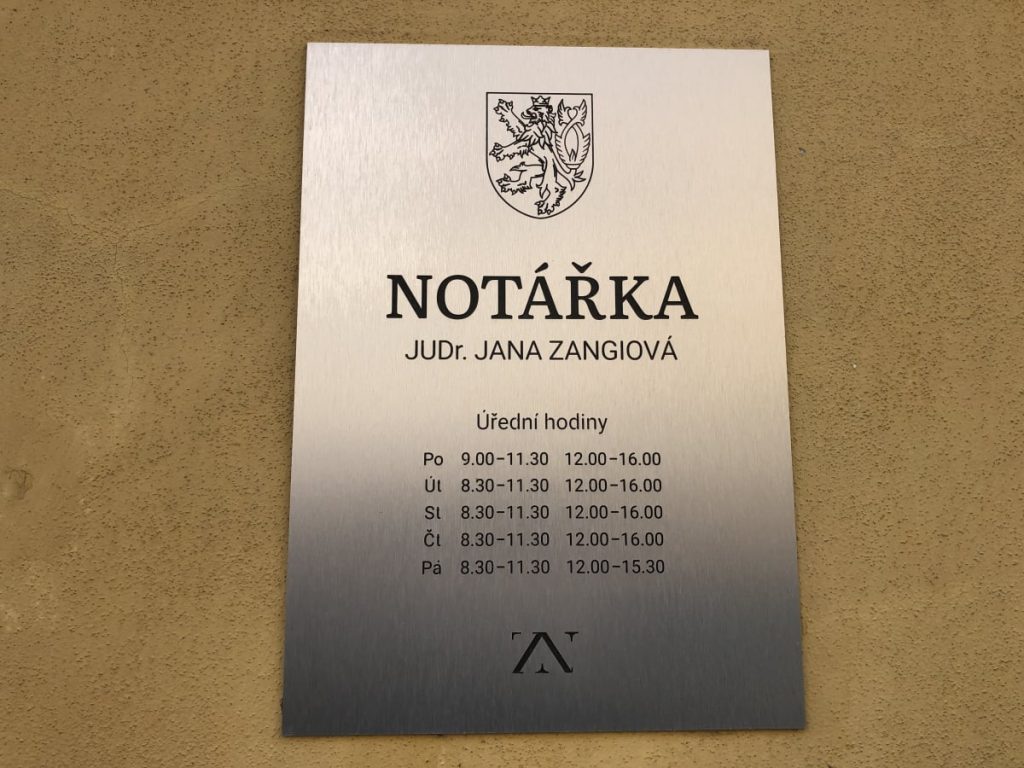 NOTÁŘKA
JUDr. JANA ZANGIOVÁ
Úřední hodiny
Po 9.00–11.30 12.00–16.00
Út 8.30–11.30 12.00–16.00
St 8.30–11.30 12.00–16.00
Čt 8.30–11.30 12.00–16.00
Pá 8.30–11.30 12.00–15.30